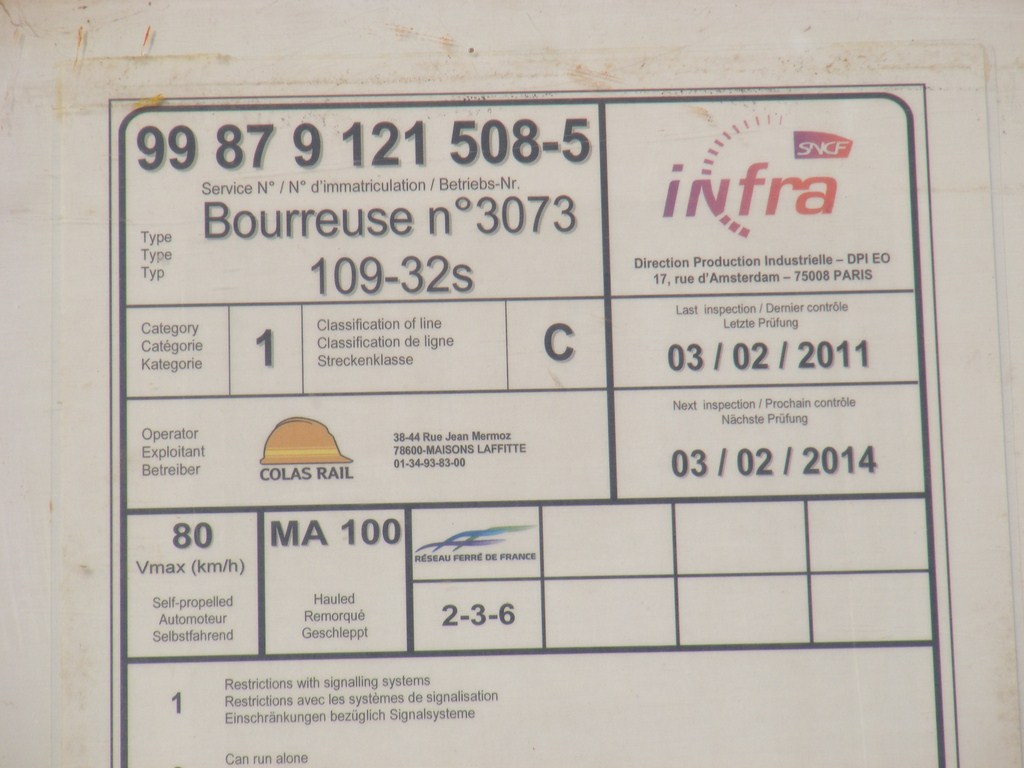 99 87 9 121 508-5
Service N° / N° d'immatriculation / Betriebs-Nr.
Bourreuse n°3073
Type
Type
Typ
109-32s
SNCF
infra
Direction Production Industrielle – DPI EO
17, rue d'Amsterdam – 75008 PARIS
Category
Catégorie
Kategorie
1
Classification of line
Classification de ligne
Streckenklasse
C
Last inspection / Dernier contrôle
Letzte Prüfung
03 / 02 / 2011
Next inspection / Prochain contrôle
Nächste Prüfung
03 / 02 / 2014
Operator
Exploitant
Betreiber
COLAS RAIL
38-44 Rue Jean Mermoz
78600-MAISONS LAFFITTE
01-34-93-83-00
80
Vmax (km/h)
Self-propelled
Automoteur
Selbstfahrend
MA 100
Hauled
Remorqué
Geschleppt
RÉSEAU FERRÉ DE FRANCE
2-3-6
1
Restrictions with signalling systems
Restrictions avec les systèmes de signalisation
Einschränkungen bezüglich Signalsysteme
Can run alone